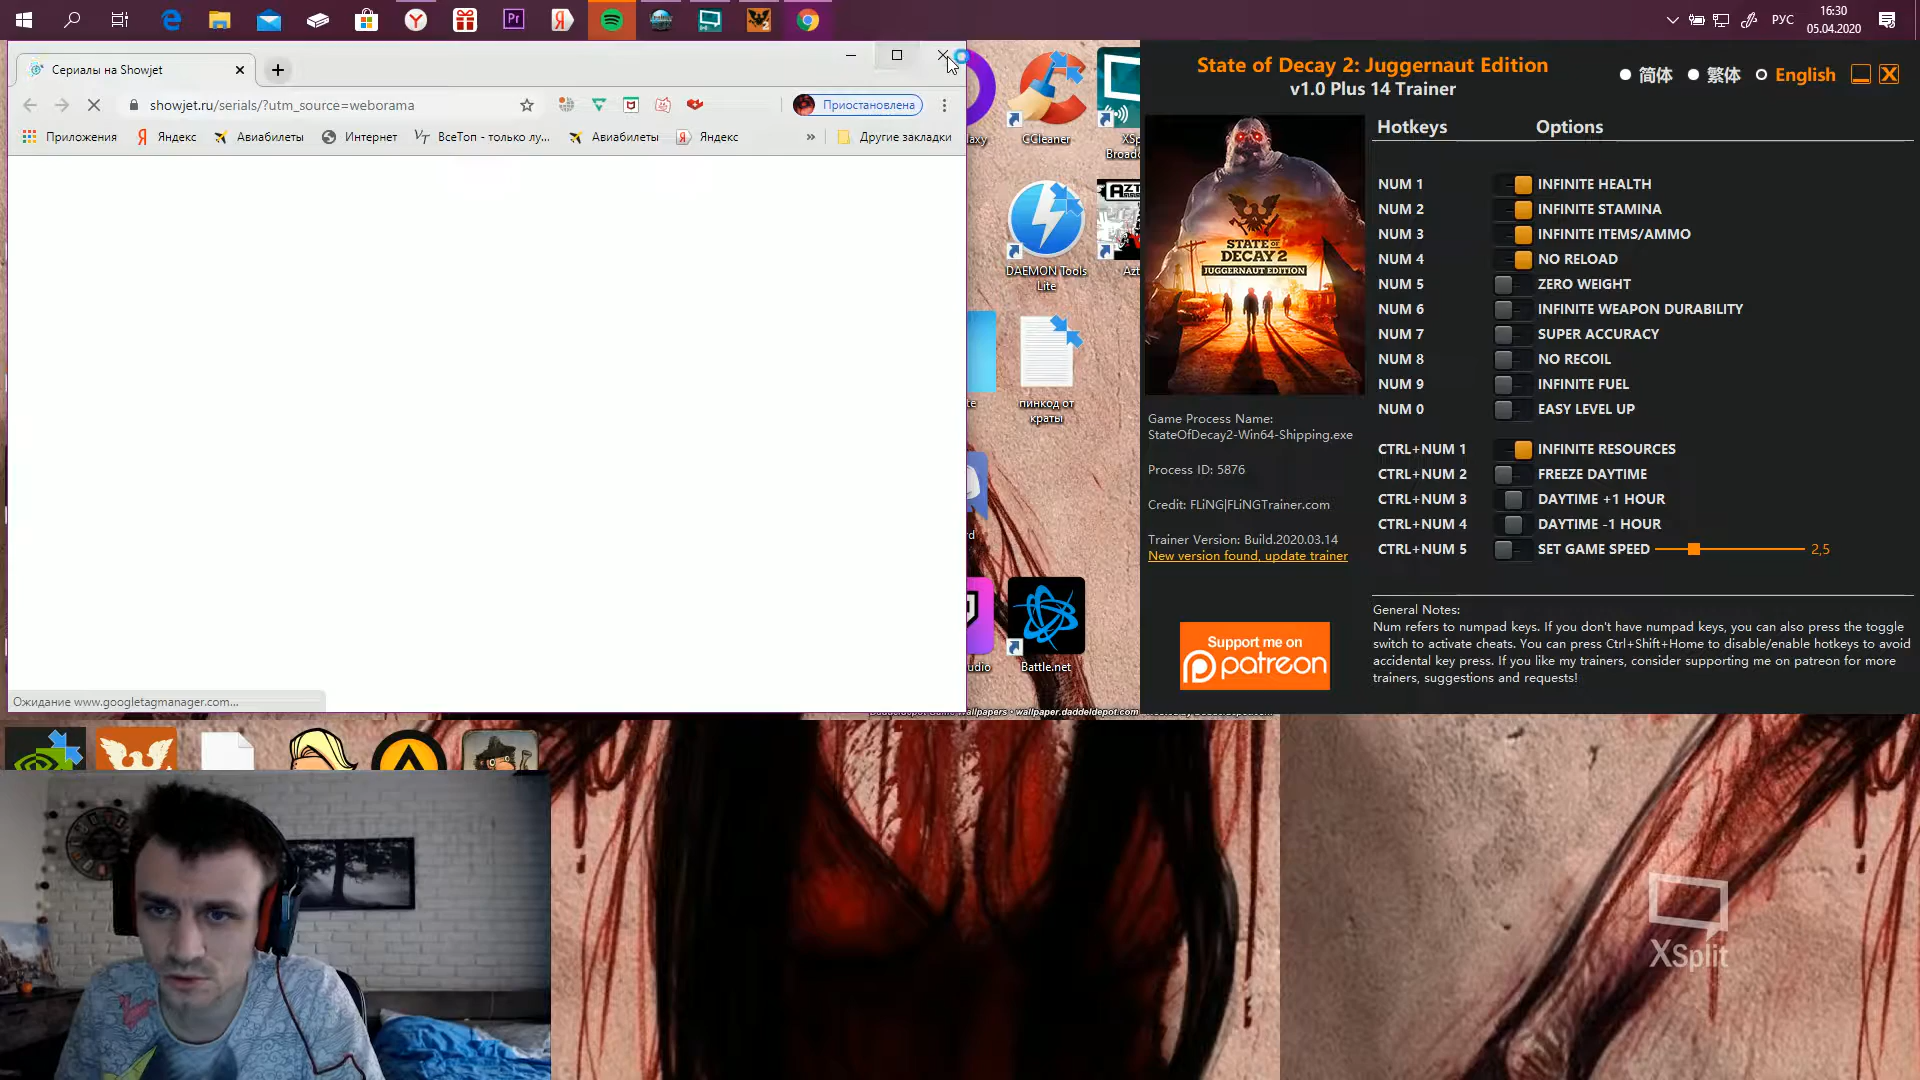 16:30
05.04.2020
РУС
Сериалы на Showjet
showjet.ru/serials/?utm_source=weborama
Приостановлена
Приложения
Яндекс
Авиабилеты
Интернет
ВсеТоп - только лу...
Авиабилеты
Яндекс
»
Другие закладки
Ожидание www.googletagmanager.com...
CCleaner
DAEMON Tools
Lite
пинкод от
краты
Battle.net
State of Decay 2: Juggernaut Edition
v1.0 Plus 14 Trainer
简体
繁体
English
Hotkeys Options
NUM 1 INFINITE HEALTH
NUM 2 INFINITE STAMINA
NUM 3 INFINITE ITEMS/AMMO
NUM 4 NO RELOAD
NUM 5 ZERO WEIGHT
NUM 6 INFINITE WEAPON DURABILITY
NUM 7 SUPER ACCURACY
NUM 8 NO RECOIL
NUM 9 INFINITE FUEL
NUM 0 EASY LEVEL UP
CTRL+NUM 1 INFINITE RESOURCES
CTRL+NUM 2 FREEZE DAYTIME
CTRL+NUM 3 DAYTIME +1 HOUR
CTRL+NUM 4 DAYTIME -1 HOUR
CTRL+NUM 5 SET GAME SPEED 2,5
STATE OF
DECAY 2
JUGGERNAUT EDITION
Game Process Name:
StateOfDecay2-Win64-Shipping.exe
Process ID: 5876
Credit: FLiNG|FLiNGTrainer.com
Trainer Version: Build.2020.03.14
New version found, update trainer
Support me on
patreon
General Notes:
Num refers to numpad keys. If you don't have numpad keys, you can also press the toggle
switch to activate cheats. You can press Ctrl+Shift+Home to disable/enable hotkeys to avoid
accidental key press. If you like my trainers, consider supporting me on patreon for more
trainers, suggestions and requests!
XSplit